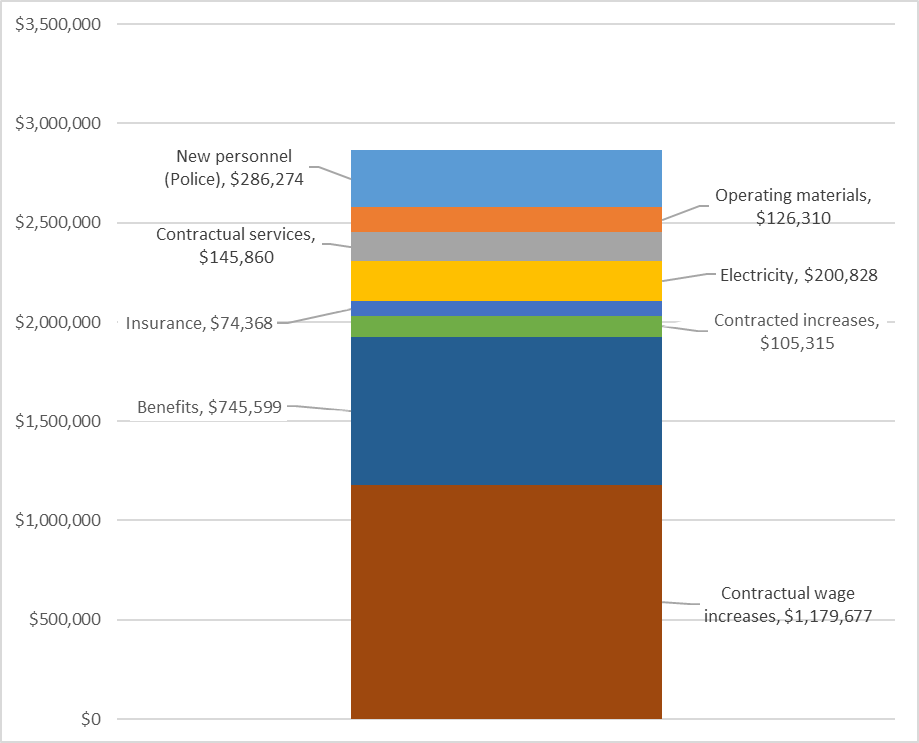 $3,500,000
$3,000,000
New personnel
(Police), $286,274
Operating materials,
$126,310
$2,500,000
Contractual services,
$145,860
Electricity, $200,828
$2,000,000
Insurance, $74,368
Contracted increases,
$105,315
Benefits, $745,599
$1,500,000
$1,000,000
Contractual wage
increases, $1,179,677
$500,000
$0